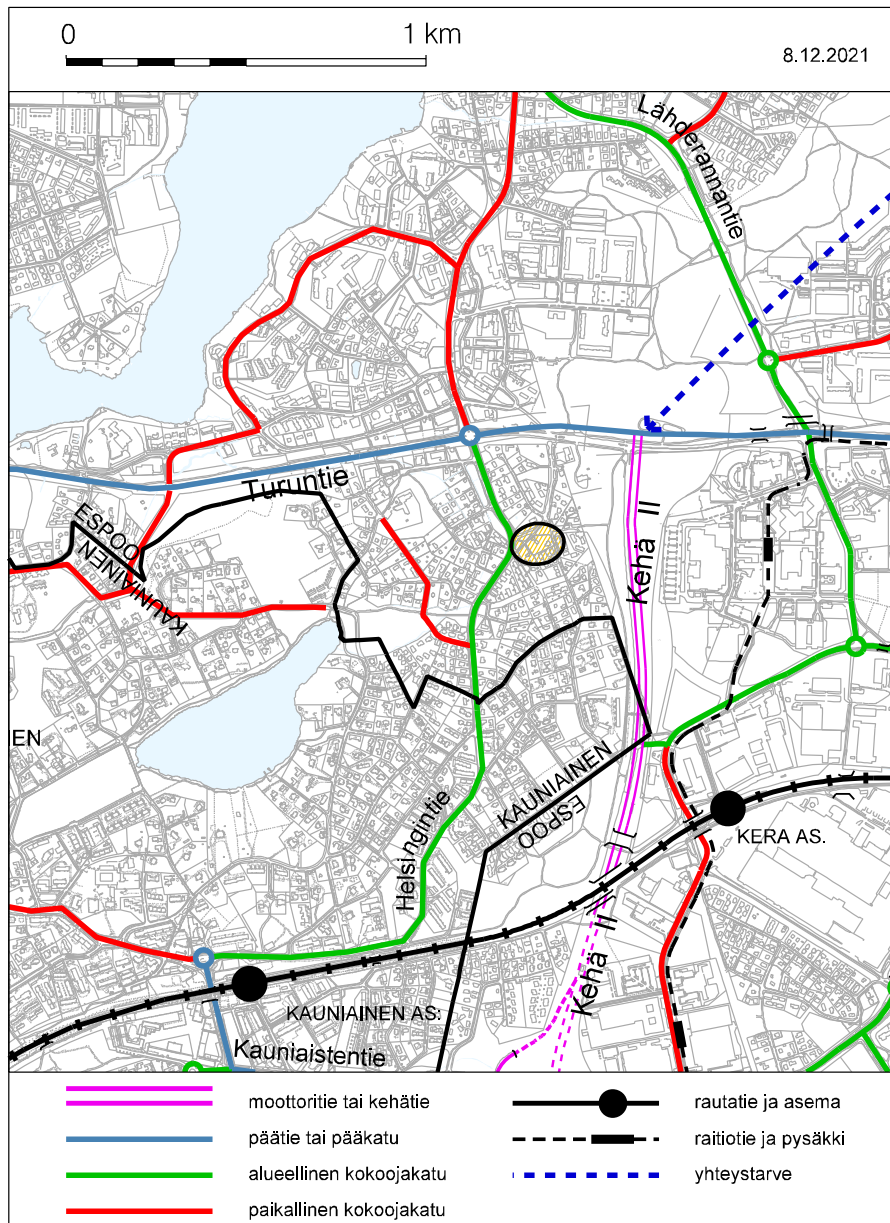 0
1 km
8.12.2021
Lähderannantie
Turuntie
ESPOO
KAUNIAINEN
Kehä II
EN
KAUNIAINEN
ESPOO
Helsingintie
KERA AS.
Kehä II
KAUNIAINEN AS.
Kauniaistentie
moottoritie tai kehätie
päätie tai pääkatu
alueellinen kokoojakatu
paikallinen kokoojakatu
rautatie ja asema
raitiotie ja pysäkki
yhteystarve